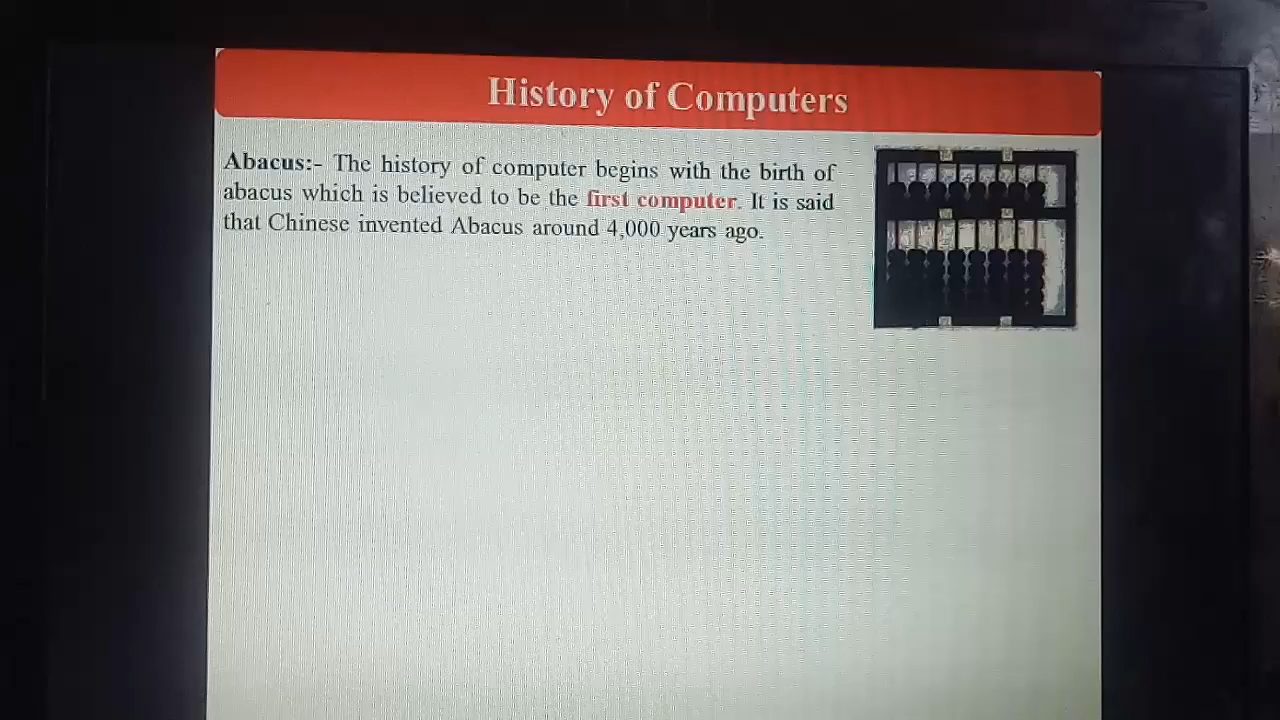 History of Computers
Abacus:- The history of computer begins with the birth of
abacus which is believed to be the first computer. It is said
that Chinese invented Abacus around 4,000 years ago.